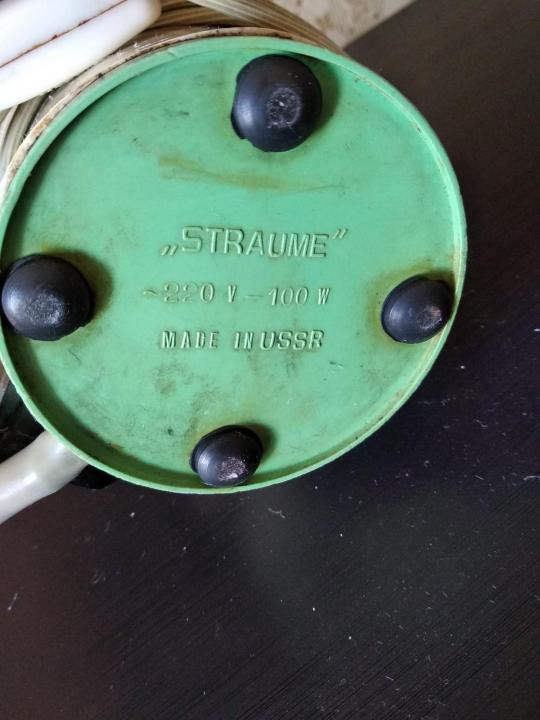 „STRAUME”
~220 V – 100 W
MADE IN USSR